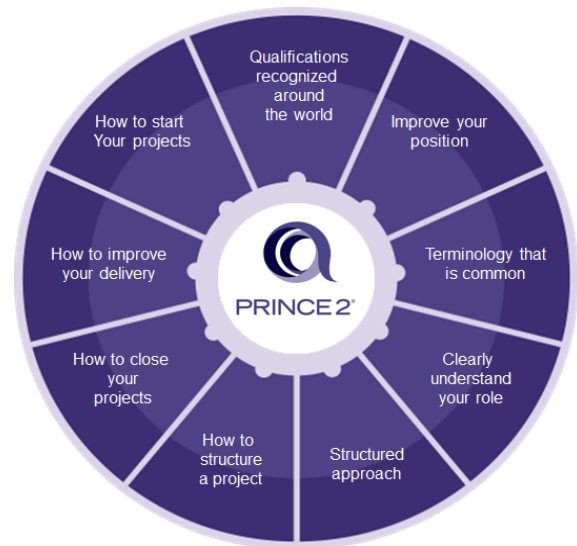 Qualifications
recognized
around
the world
Improve your
position
Terminology that
is common
Clearly
understand
your role
Structured
approach
How to
structure
a project
How to close
your
projects
How to improve
your delivery
How to start
Your projects
PRINCE2®